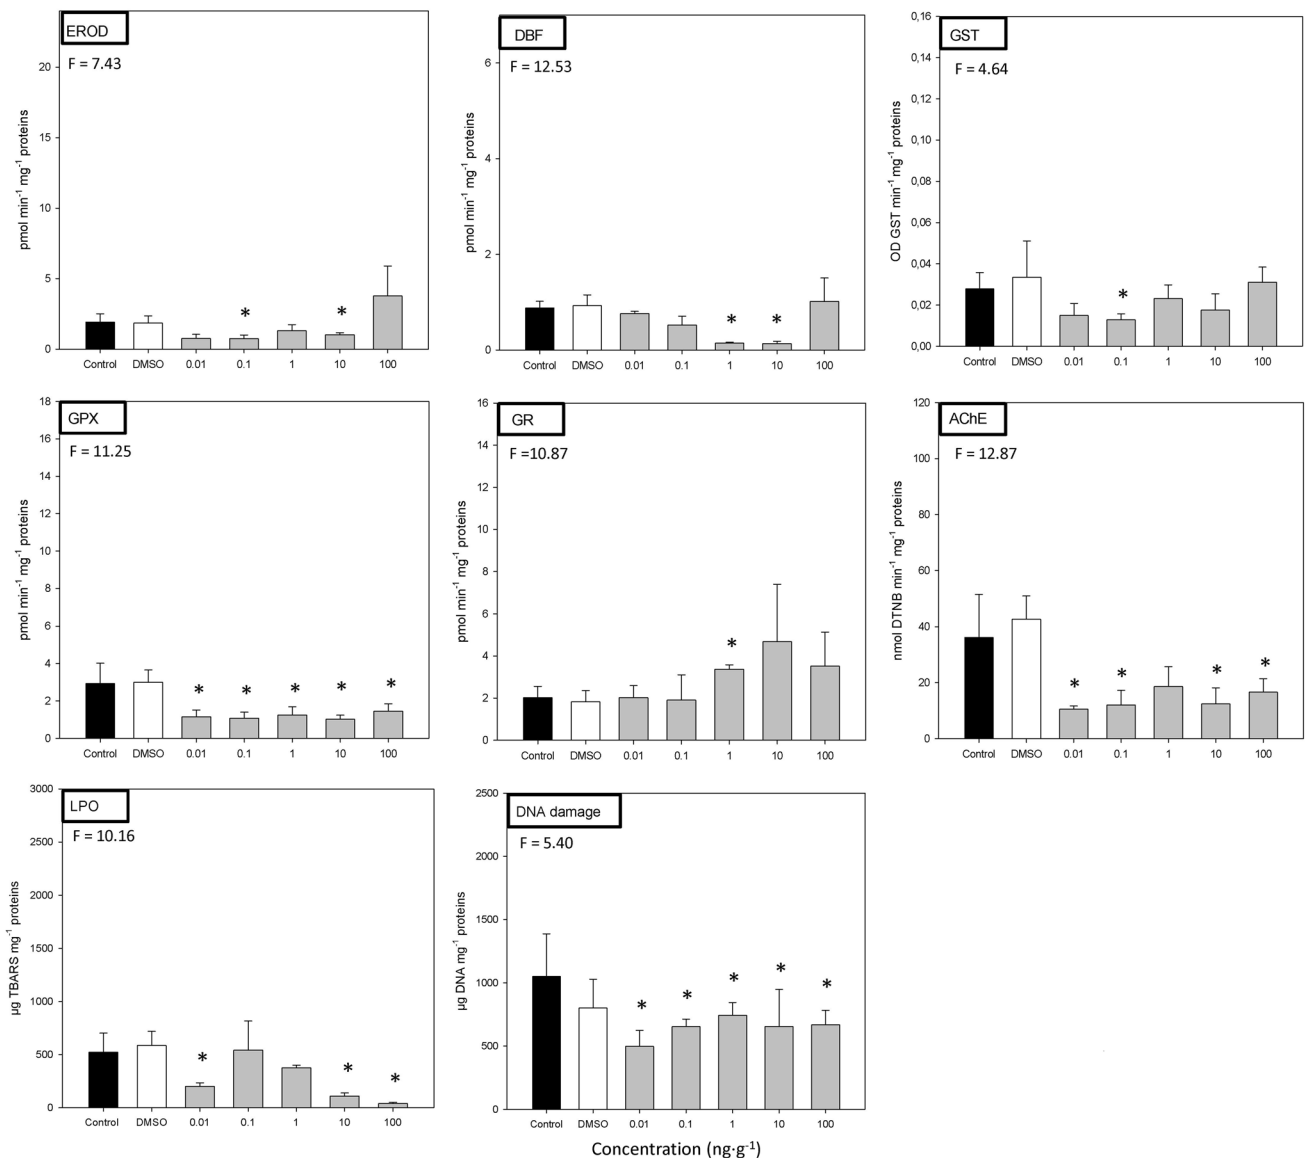 EROD
F = 7.43
pmol min⁻¹ mg⁻¹ proteins
20
15
10
5
0
*
*
Control DMSO 0.01 0.1 1 10 100
DBF
F = 12.53
pmol min⁻¹ mg⁻¹ proteins
6
4
2
0
*
*
Control DMSO 0.01 0.1 1 10 100
GST
F = 4.64
OD GST min⁻¹ mg⁻¹ proteins
0,16
0,14
0,12
0,10
0,08
0,06
0,04
0,02
0,00
*
Control DMSO 0.01 0.1 1 10 100
GPX
F = 11.25
pmol min⁻¹ mg⁻¹ proteins
18
16
14
12
10
8
6
4
2
0
* * * * *
Control DMSO 0.01 0.1 1 10 100
GR
F =10.87
pmol min⁻¹ mg⁻¹ proteins
16
14
12
10
8
6
4
2
0
*
Control DMSO 0.01 0.1 1 10 100
AChE
F = 12.87
nmol DTNB min⁻¹ mg⁻¹ proteins
120
100
80
60
40
20
0
* * * *
Control DMSO 0.01 0.1 1 10 100
LPO
F = 10.16
µg TBARS mg⁻¹ proteins
3000
2500
2000
1500
1000
500
0
* * *
Control DMSO 0.01 0.1 1 10 100
DNA damage
F = 5.40
µg DNA mg⁻¹ proteins
2500
2000
1500
1000
500
0
* * * * *
Control DMSO 0.01 0.1 1 10 100
Concentration (ng·g⁻¹)